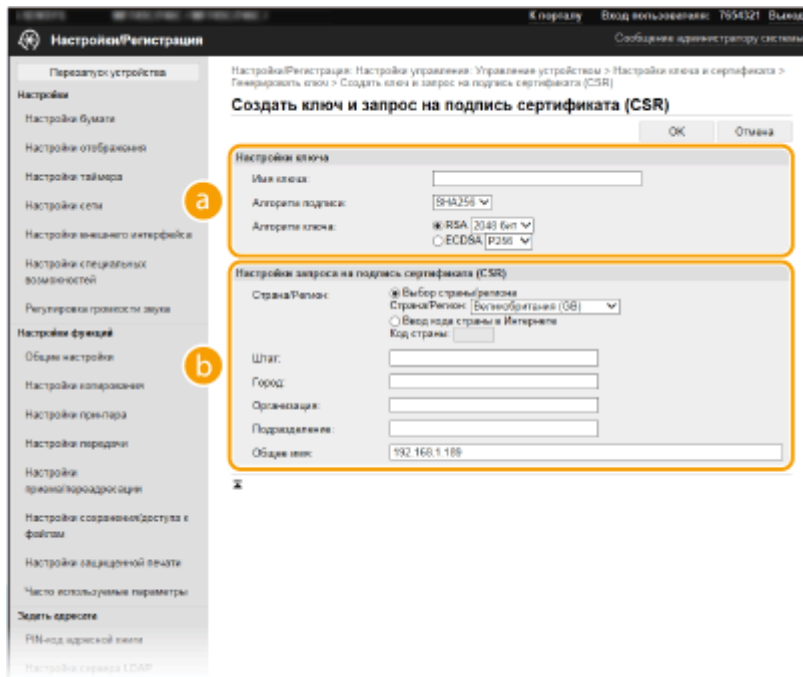 К порталу Вход пользователя: 7654321 Выход
Настройки/Регистрация
Сообщение администратору системы
Перезапуск устройства
Настройки
Настройки бумаги
Настройки отображения
Настройки таймера
Настройки сети
Настройки внешнего интерфейса
Настройки специальных
возможностей
Регулировка громкости звука
Настройки функций
Общие настройки
Настройки копирования
Настройки принтера
Настройки передачи
Настройки
приема/переадресации
Настройки сохранения/доступа к
файлам
Настройки защищенной печати
Часто используемые параметры
Задать адресата
PIN-код адресной книги
Настройки сервера LDAP
Настройки/Регистрация: Настройки управления: Управление устройством > Настройки ключа и сертификата >
Генерировать ключ > Создать ключ и запрос на подпись сертификата (CSR)
Создать ключ и запрос на подпись сертификата (CSR)
OK Отмена
a
Настройки ключа
Имя ключа:
Алгоритм подписи: SHA256
Алгоритм ключа: RSA 2048 бит
ECDSA P256
b
Настройки запроса на подпись сертификата (CSR)
Страна/Регион: Выбор страны/региона
Страна/Регион: Великобритания (GB)
Ввод кода страны в Интернете
Код страны:
Штат:
Город:
Организация:
Подразделение:
Общее имя: 192.168.1.189